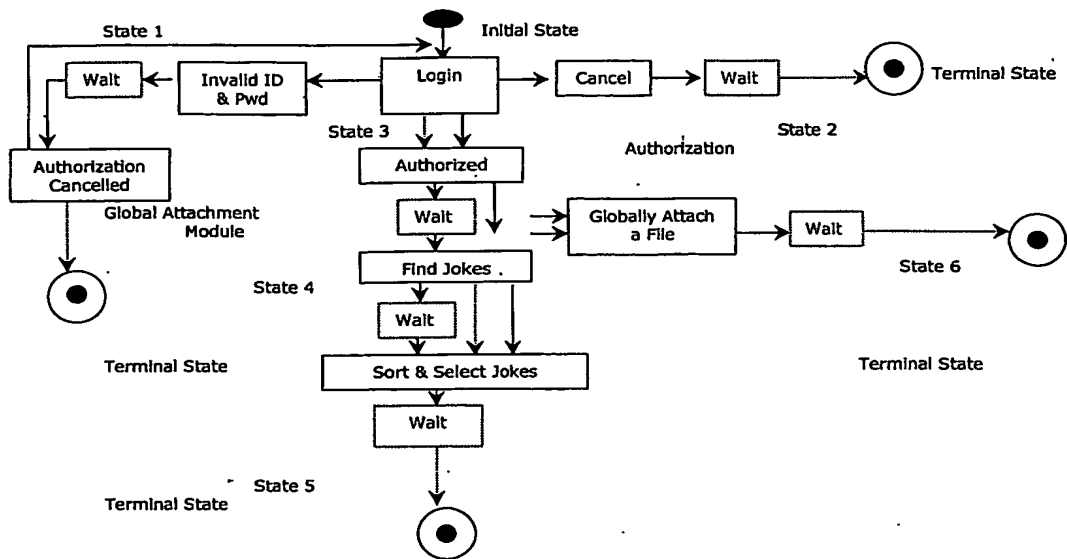 State 1
Initial State
Wait
Invalid ID
& Pwd
Login
Cancel
Wait
Terminal State
State 3
State 2
Authorization
Cancelled
Authorized
Authorization
Global Attachment
Module
Wait
Globally Attach
a File
Wait
Find Jokes
State 6
State 4
Wait
Terminal State
Sort & Select Jokes
Terminal State
Wait
State 5
Terminal State